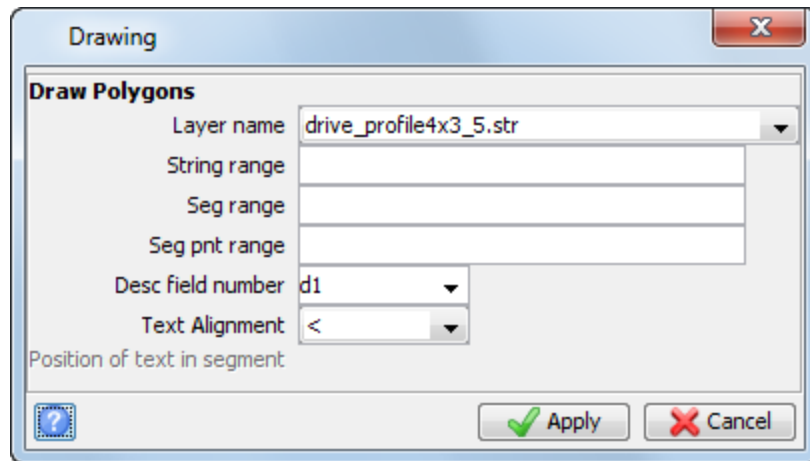 Drawing
Draw Polygons
Layer name drive_profile4x3_5.str
String range
Seg range
Seg pnt range
Desc field number d1
Text Alignment <
Position of text in segment
? Apply Cancel